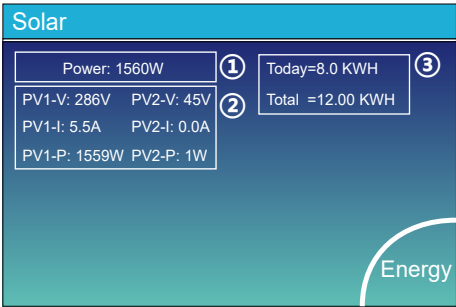 Solar
Power: 1560W ①
PV1-V: 286V PV2-V: 45V ②
PV1-I: 5.5A PV2-I: 0.0A
PV1-P: 1559W PV2-P: 1W
Today=8.0 KWH ③
Total =12.00 KWH
Energy